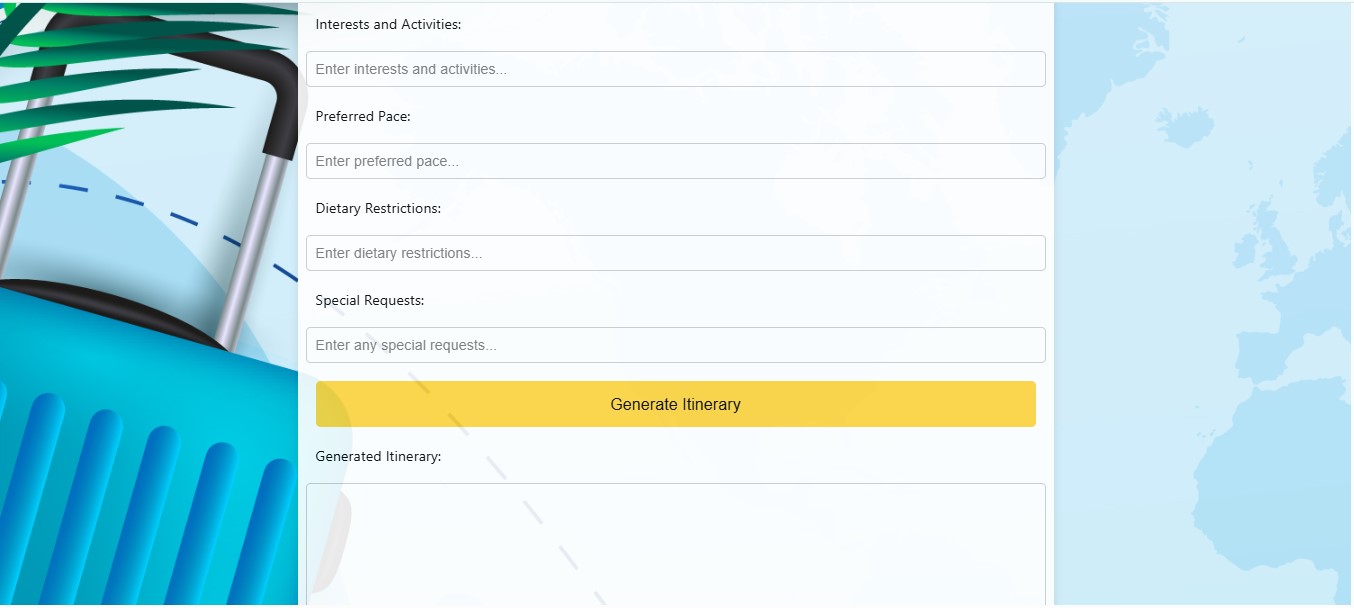 Interests and Activities:
Enter interests and activities...
Preferred Pace:
Enter preferred pace...
Dietary Restrictions:
Enter dietary restrictions...
Special Requests:
Enter any special requests...
Generate Itinerary
Generated Itinerary: